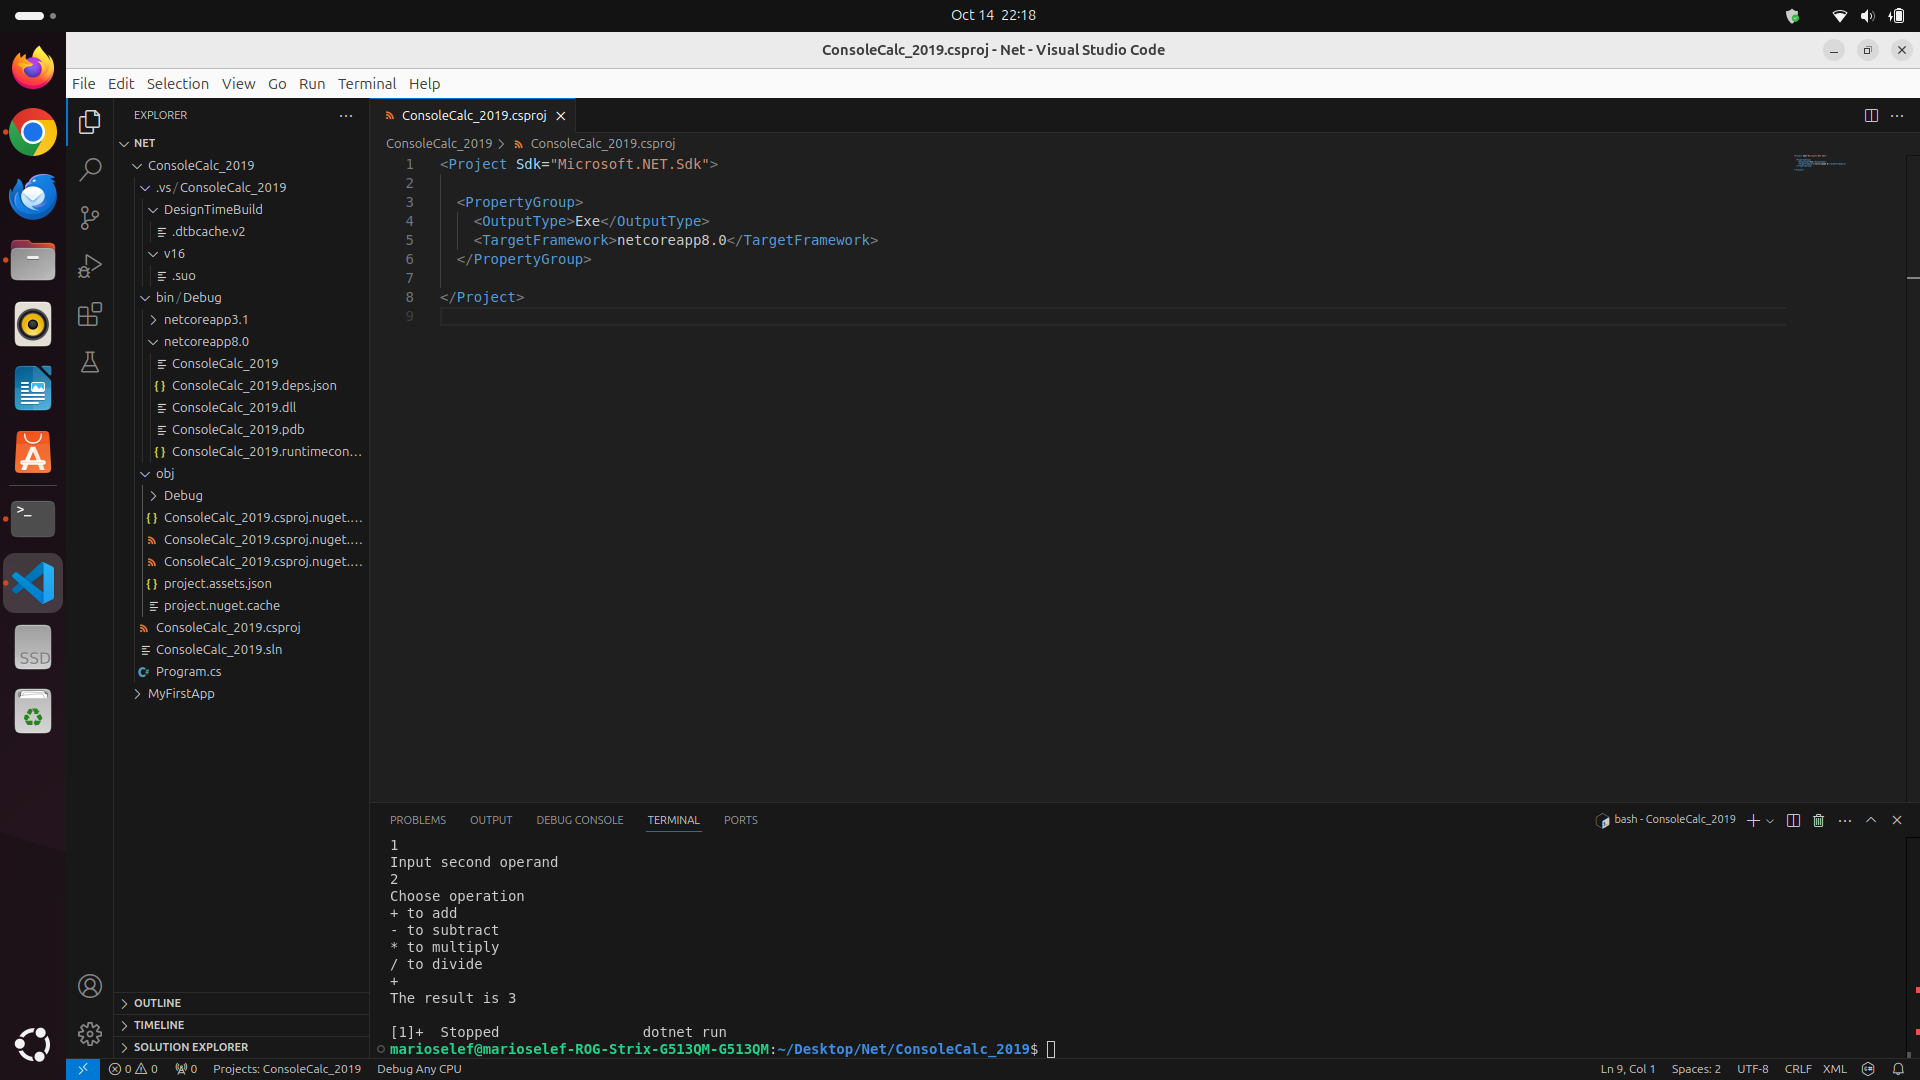 Oct 14 22:18
ConsoleCalc_2019.csproj - Net - Visual Studio Code
File Edit Selection View Go Run Terminal Help
EXPLORER
NET
ConsoleCalc_2019
.vs / ConsoleCalc_2019
DesignTimeBuild
.dtbcache.v2
v16
.suo
bin / Debug
netcoreapp3.1
netcoreapp8.0
ConsoleCalc_2019
ConsoleCalc_2019.deps.json
ConsoleCalc_2019.dll
ConsoleCalc_2019.pdb
ConsoleCalc_2019.runtimecon...
obj
Debug
ConsoleCalc_2019.csproj.nuget....
ConsoleCalc_2019.csproj.nuget....
ConsoleCalc_2019.csproj.nuget....
project.assets.json
project.nuget.cache
ConsoleCalc_2019.csproj
ConsoleCalc_2019.sln
Program.cs
MyFirstApp
OUTLINE
TIMELINE
SOLUTION EXPLORER
SSD
ConsoleCalc_2019.csproj
ConsoleCalc_2019 > ConsoleCalc_2019.csproj
1 <Project Sdk="Microsoft.NET.Sdk">
2
3 <PropertyGroup>
4 <OutputType>Exe</OutputType>
5 <TargetFramework>netcoreapp8.0</TargetFramework>
6 </PropertyGroup>
7
8 </Project>
9
PROBLEMS OUTPUT DEBUG CONSOLE TERMINAL PORTS
bash - ConsoleCalc_2019
1
Input second operand
2
Choose operation
+ to add
- to subtract
* to multiply
/ to divide
+
The result is 3
[1]+ Stopped dotnet run
marioselef@marioselef-ROG-Strix-G513QM-G513QM:~/Desktop/Net/ConsoleCalc_2019$
0 0 0 Projects: ConsoleCalc_2019 Debug Any CPU
Ln 9, Col 1 Spaces: 2 UTF-8 CRLF XML